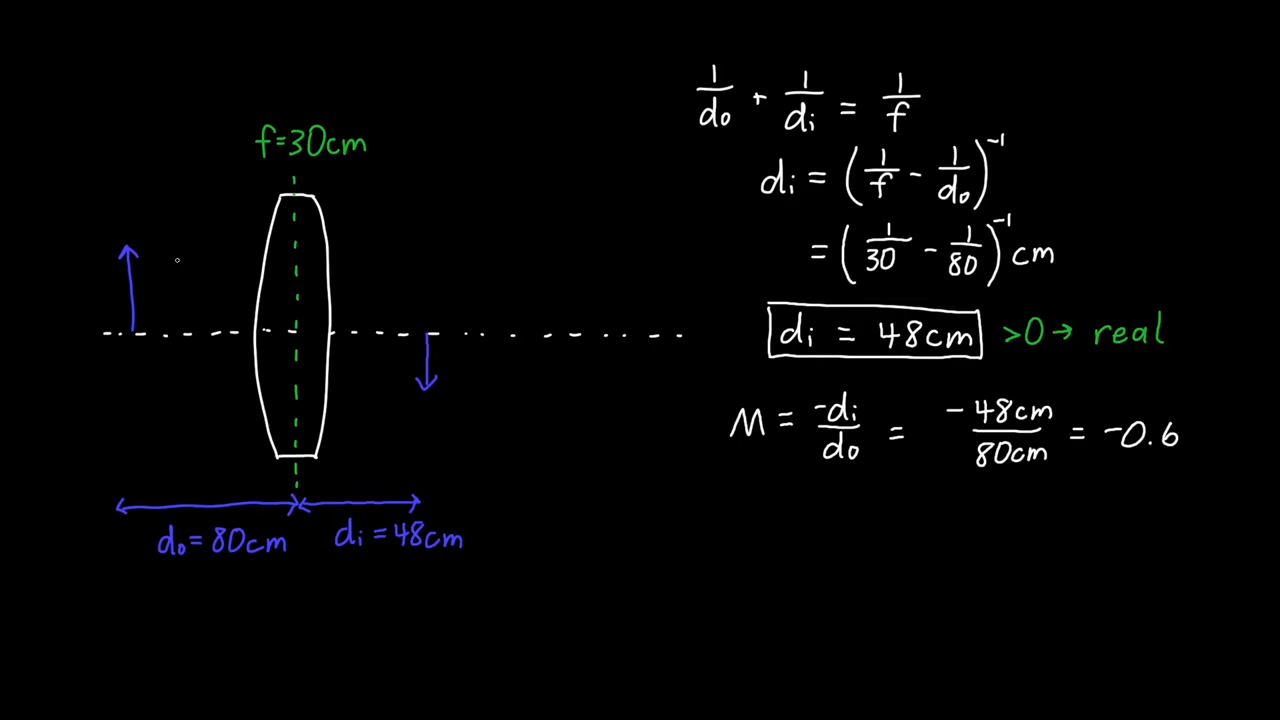 f=30cm
do=80cm
di=48cm
1/do + 1/di = 1/f
di = (1/f - 1/do)^-1
= (1/30 - 1/80)^-1 cm
di = 48cm >0→ real
M = -di/do = -48cm/80cm = -0.6